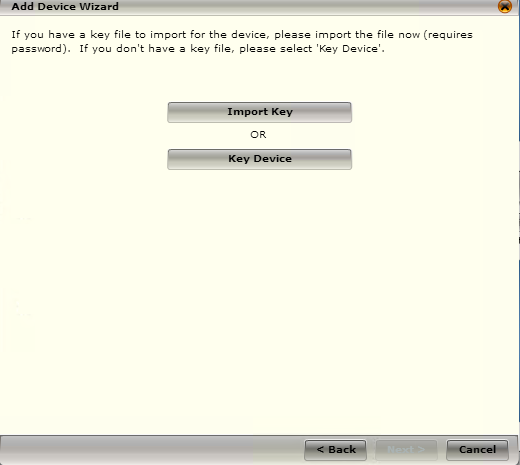 Add Device Wizard
If you have a key file to import for the device, please import the file now (requires
password).  If you don't have a key file, please select 'Key Device'.
Import Key
OR
Key Device
< Back
Next >
Cancel